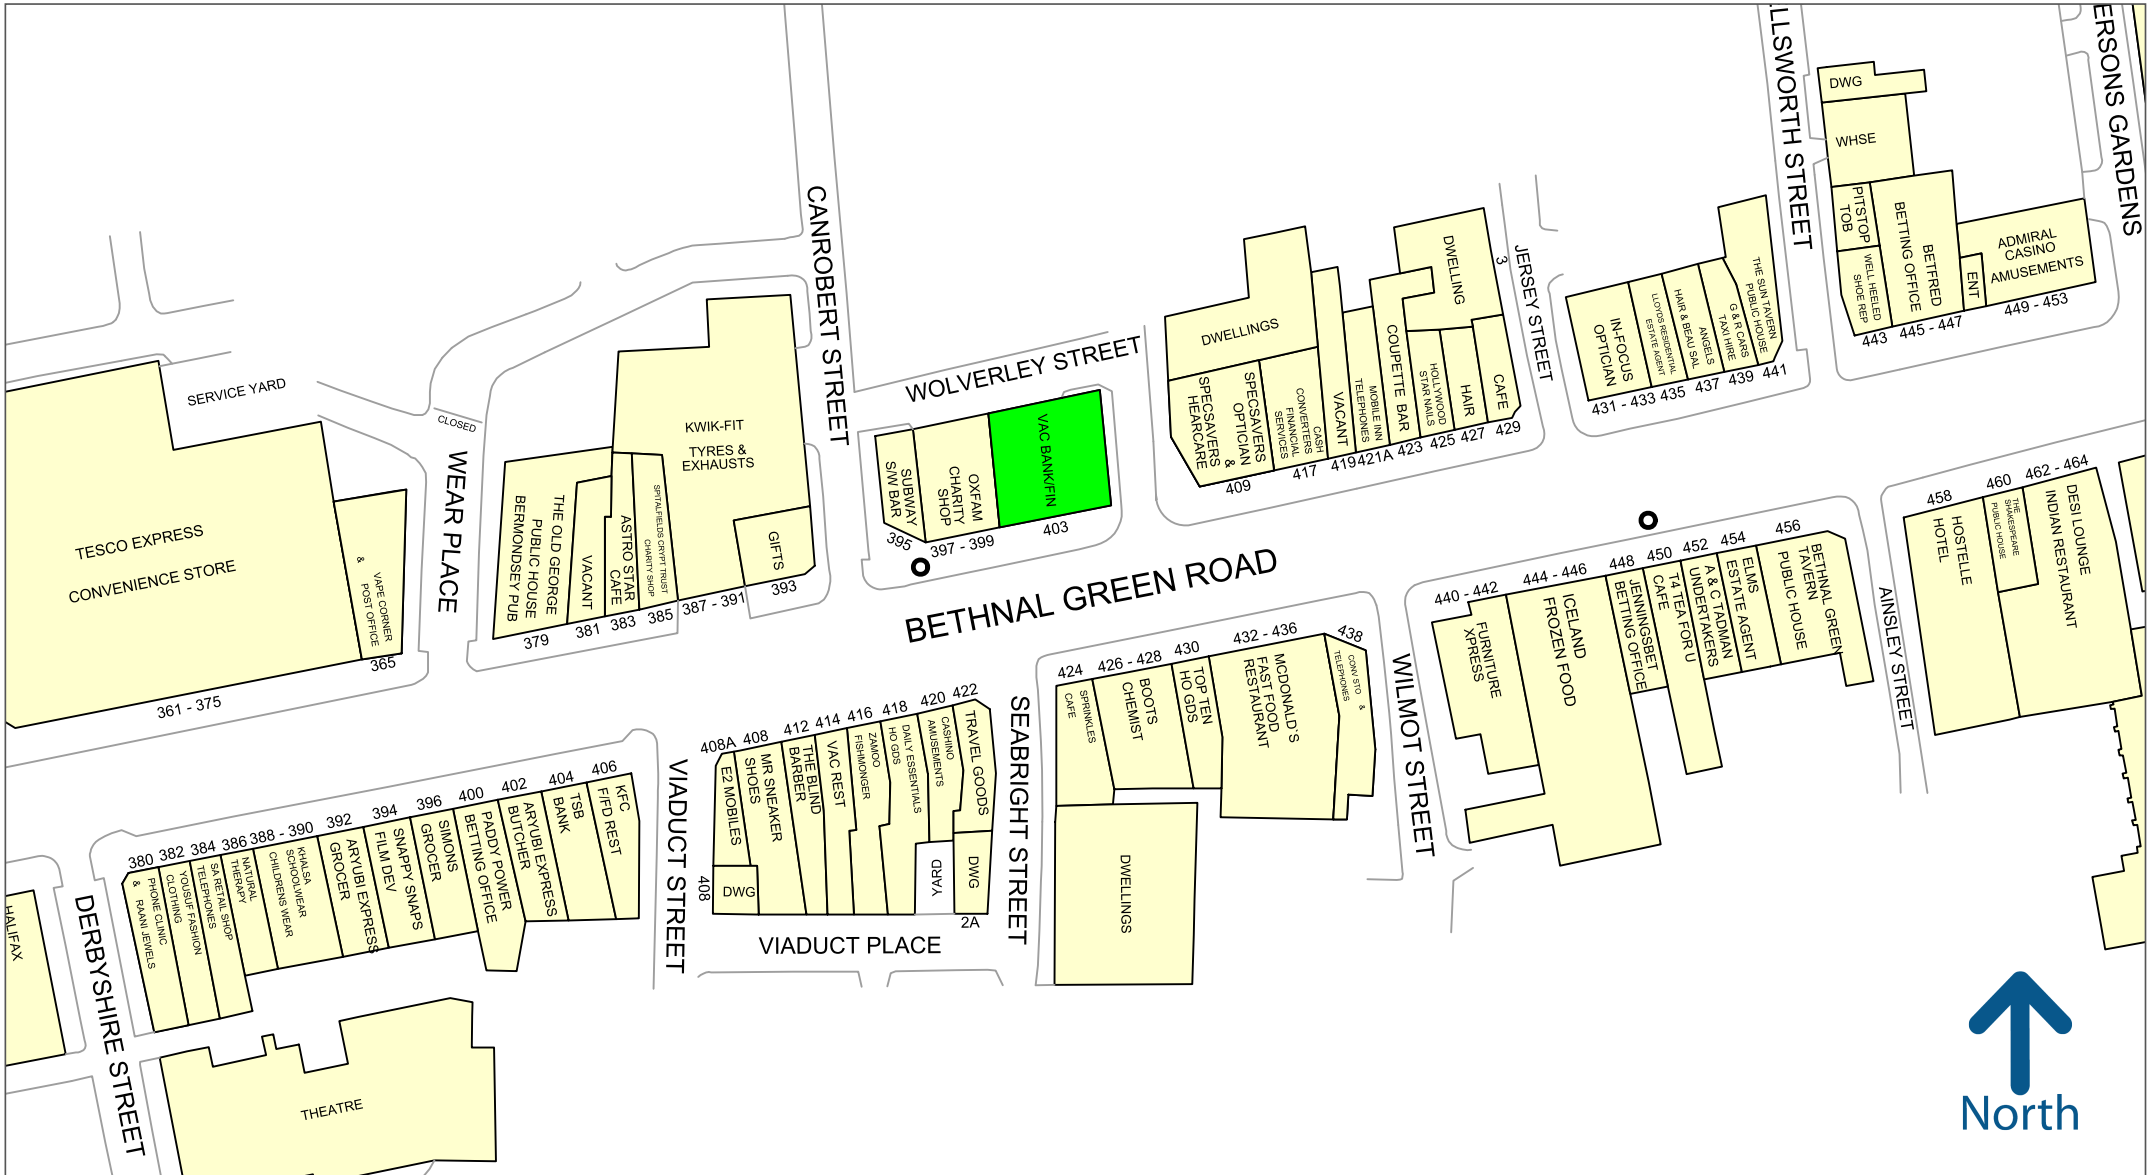 SERVICE YARD
CLOSED
TESCO EXPRESS
CONVENIENCE STORE
361 - 375
VAPE CORNER
& POST OFFICE
365
WEAR PLACE
THE OLD GEORGE
PUBLIC HOUSE
BERMONDSEY PUB
379
VACANT
381
ASTRO STAR
CAFE
383
SPITALFIELDS CRYPT TRUST
CHARITY SHOP
385
KWIK-FIT
TYRES &
EXHAUSTS
387 - 391
GIFTS
393
CANROBERT STREET
WOLVERLEY STREET
SUBWAY
S/W BAR
395
OXFAM
CHARITY
SHOP
397 - 399
VAC BANK/FIN
403
BETHNAL GREEN ROAD
DWELLINGS
SPECSAVERS
OPTICIAN
&
SPECSAVERS
HEARCARE
409
CASH
CONVERTERS
FINANCIAL
SERVICES
417
VACANT
419
MOBILE INN
TELEPHONES
421A
COUPETTE BAR
423
HOLLYWOOD
STAR NAILS
425
HAIR
427
CAFE
429
DWELLING
3
JERSEY STREET
IN-FOCUS
OPTICIAN
431 - 433
LLOYDS RESIDENTIAL
ESTATE AGENT
435
ANGELS
HAIR & BEAU SAL
437
G & R CARS
TAXI HIRE
439
THE SUN TAVERN
PUBLIC HOUSE
441
LLSWORTH STREET
DWG
WHSE
PITSTOP
TOB
WELL HEELED
SHOE REP
443
BETFRED
BETTING OFFICE
445 - 447
ENT
ADMIRAL
CASINO
AMUSEMENTS
449 - 453
ERSONS GARDENS
HALIFAX
DERBYSHIRE STREET
380
PHONE CLINIC
& RAANI JEWELS
382
YOUSUF FASHION
CLOTHING
384
SA RETAIL SHOP
TELEPHONES
386
NATURAL
THERAPY
388 - 390
KHALSA
SCHOOLWEAR
CHILDRENS WEAR
392
ARYUBI EXPRESS
GROCER
394
SNAPPY SNAPS
FILM DEV
396
SIMONS
GROCER
400
PADDY POWER
BETTING OFFICE
402
ARYUBI EXPRESS
BUTCHER
404
TSB
BANK
406
KFC
F/FD REST
THEATRE
VIADUCT STREET
408A
E2 MOBILES
408
MR SNEAKER
SHOES
412
THE BLIND
BARBER
414
VAC REST
416
ZAMOO
FISHMONGER
418
DAILY ESSENTIALS
HO GDS
420
CASHINO
AMUSEMENTS
422
TRAVEL GOODS
408
DWG
YARD
DWG
2A
VIADUCT PLACE
SEABRIGHT STREET
424
SPRINKLES
CAFE
426 - 428
BOOTS
CHEMIST
430
TOP TEN
HO GDS
432 - 436
MCDONALD`S
FAST FOOD
RESTAURANT
438
CONV STO &
TELEPHONES
DWELLINGS
WILMOT STREET
440 - 442
FURNITURE
XPRESS
444 - 446
ICELAND
FROZEN FOOD
448
JENNINGSBET
BETTING OFFICE
450
T4 TEA FOR U
CAFE
452
A & C TADMAN
UNDERTAKERS
454
ELMS
ESTATE AGENT
456
BETHNAL GREEN
TAVERN
PUBLIC HOUSE
AINSLEY STREET
458
HOSTELLE
HOTEL
460
THE
SHAKESPEARE
PUBLIC HOUSE
462 - 464
DESI LOUNGE
INDIAN RESTAURANT
North